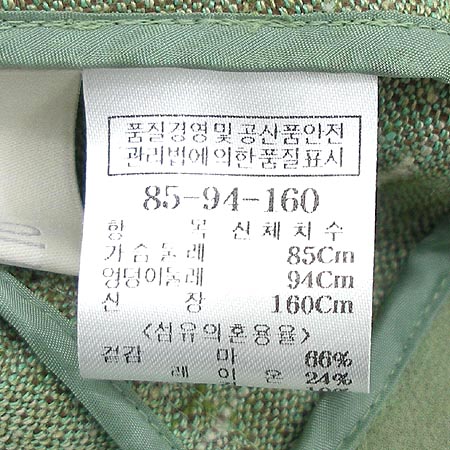 품질경영및공산품안전
관리법에의한품질표시
85-94-160
항 목 신체치수
가슴둘레 85Cm
엉덩이둘레 94Cm
신 장 160Cm
<섬유의혼용율>
겉감 마 66%
레이온 24%